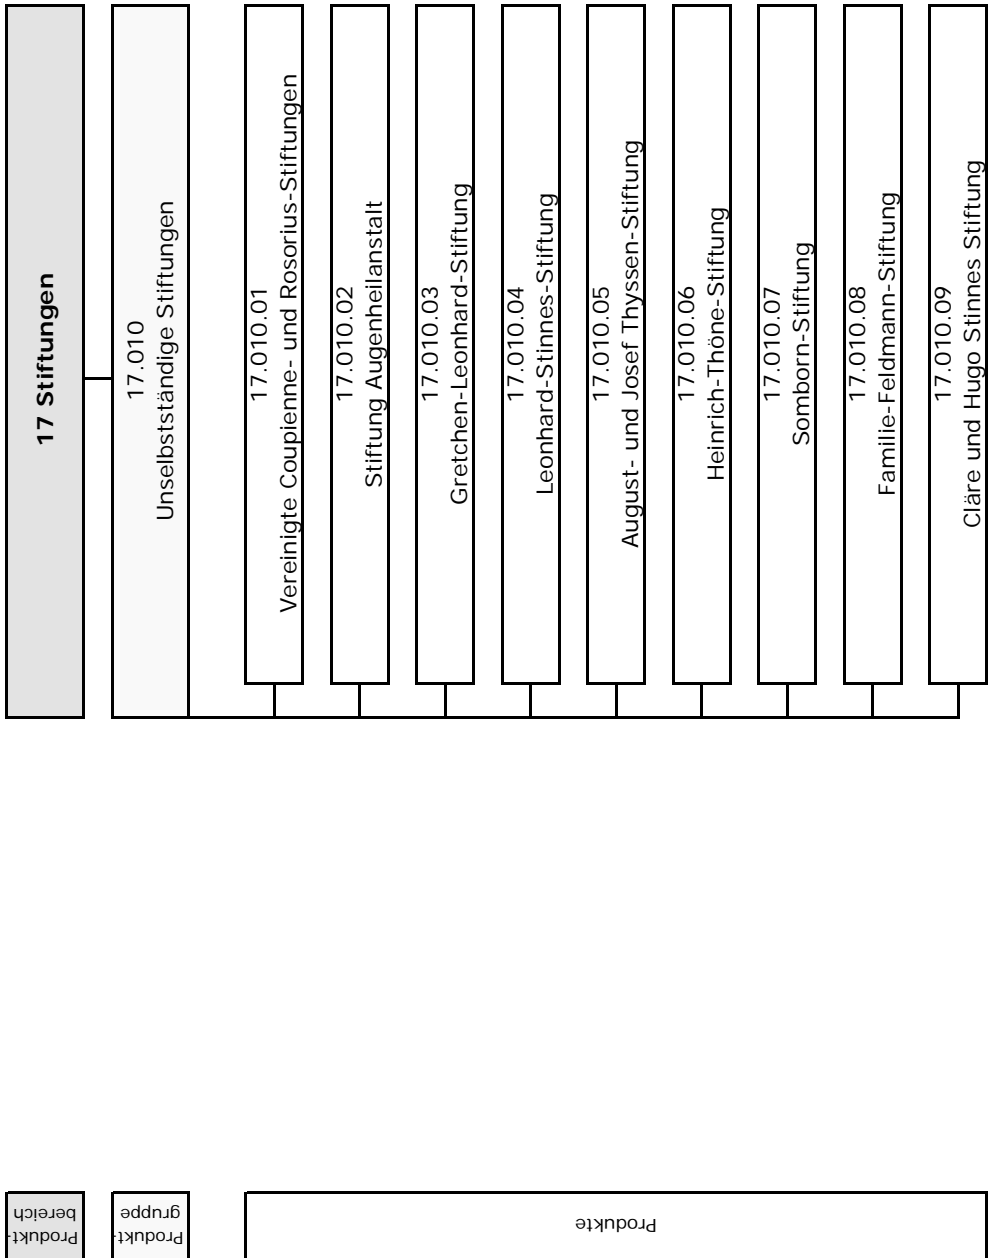 17 Stiftungen
17.010
Unselbstständige Stiftungen
17.010.01
Vereinigte Coupienne- und Rosorius-Stiftungen
17.010.02
Stiftung Augenheilanstalt
17.010.03
Gretchen-Leonhard-Stiftung
17.010.04
Leonhard-Stinnes-Stiftung
17.010.05
August- und Josef Thyssen-Stiftung
17.010.06
Heinrich-Thöne-Stiftung
17.010.07
Somborn-Stiftung
17.010.08
Familie-Feldmann-Stiftung
17.010.09
Cläre und Hugo Stinnes Stiftung
Produkt-
bereich
Produkt-
gruppe
Produkte